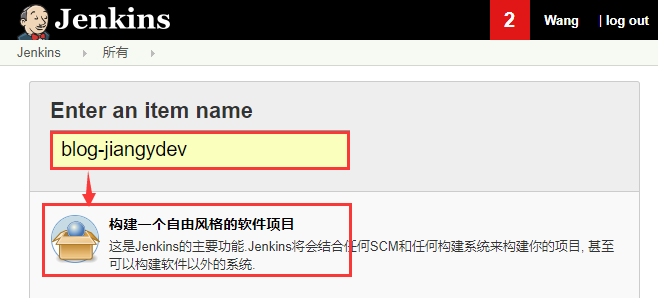 Jenkins
2
Wang
| log out
Jenkins
所有
Enter an item name
blog-jiangydev
构建一个自由风格的软件项目
这是Jenkins的主要功能.Jenkins将会结合任何SCM和任何构建系统来构建你的项目, 甚至
可以构建软件以外的系统.